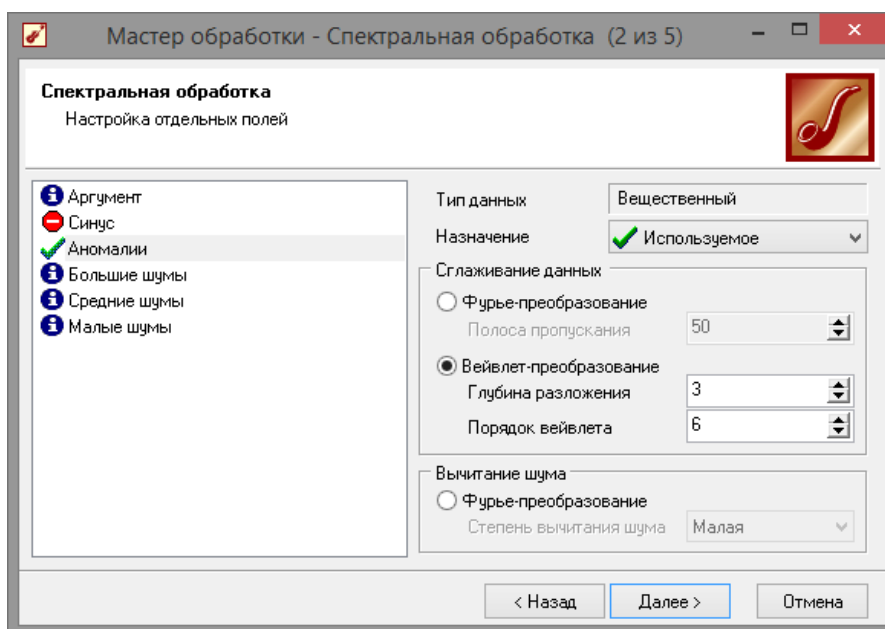 Мастер обработки - Спектральная обработка (2 из 5)
Спектральная обработка
Настройка отдельных полей
Аргумент
Синус
Аномалии
Большие шумы
Средние шумы
Малые шумы
Тип данных Вещественный
Назначение Используемое
Сглаживание данных
Фурье-преобразование
Полоса пропускания 50
Вейвлет-преобразование
Глубина разложения 3
Порядок вейвлета 6
Вычитание шума
Фурье-преобразование
Степень вычитания шума Малая
< Назад Далее > Отмена